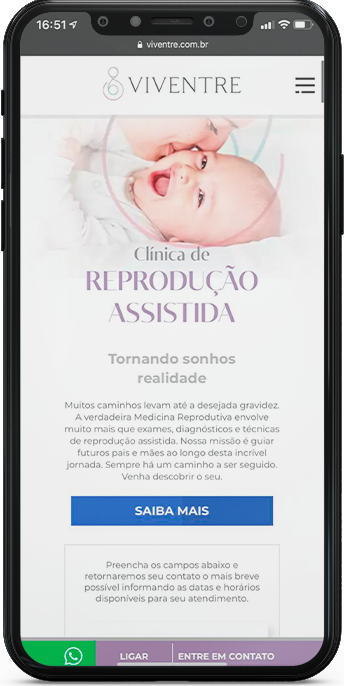 16:51
viventre.com.br
VIVENTRE
Clínica de
REPRODUÇÃO
ASSISTIDA
Tornando sonhos
realidade
Muitos caminhos levam até a desejada gravidez.
A verdadeira Medicina Reprodutiva envolve
muito mais que exames, diagnósticos e técnicas
de reprodução assistida. Nossa missão é guiar
futuros pais e mães ao longo desta incrível
jornada. Sempre há um caminho a ser seguido.
Venha descobrir o seu.
SAIBA MAIS
Preencha os campos abaixo e
retornaremos seu contato o mais breve
possível informando as datas e horários
disponíveis para seu atendimento.
LIGAR ENTRE EM CONTATO